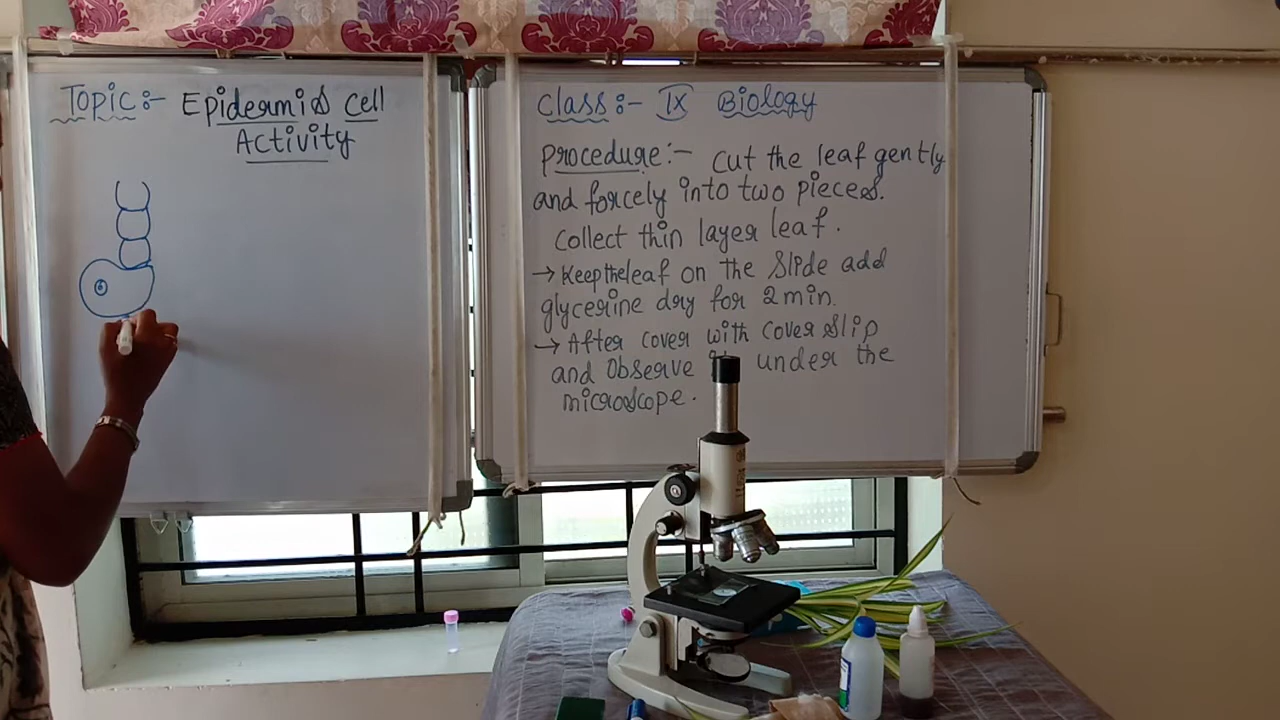 Topic:- Epidermis Cell
Activity
Class:- IX Biology
Procedure:- Cut the leaf gently
and forcely into two pieces.
Collect thin layer leaf.
→ Keep the leaf on the Slide add
glycerine dry for 2 min.
→ After cover with cover slip
and Observe under the
microscope.